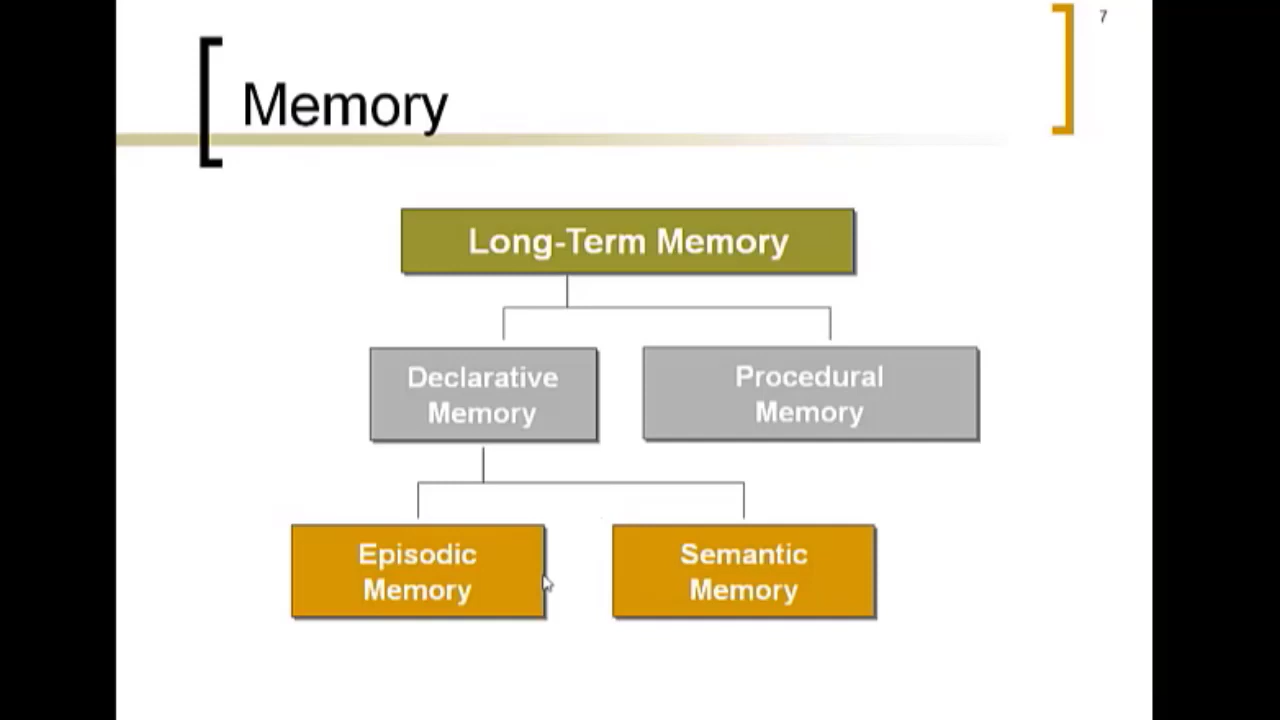 7
Memory
Long-Term Memory
Declarative
Memory
Procedural
Memory
Episodic
Memory
Semantic
Memory